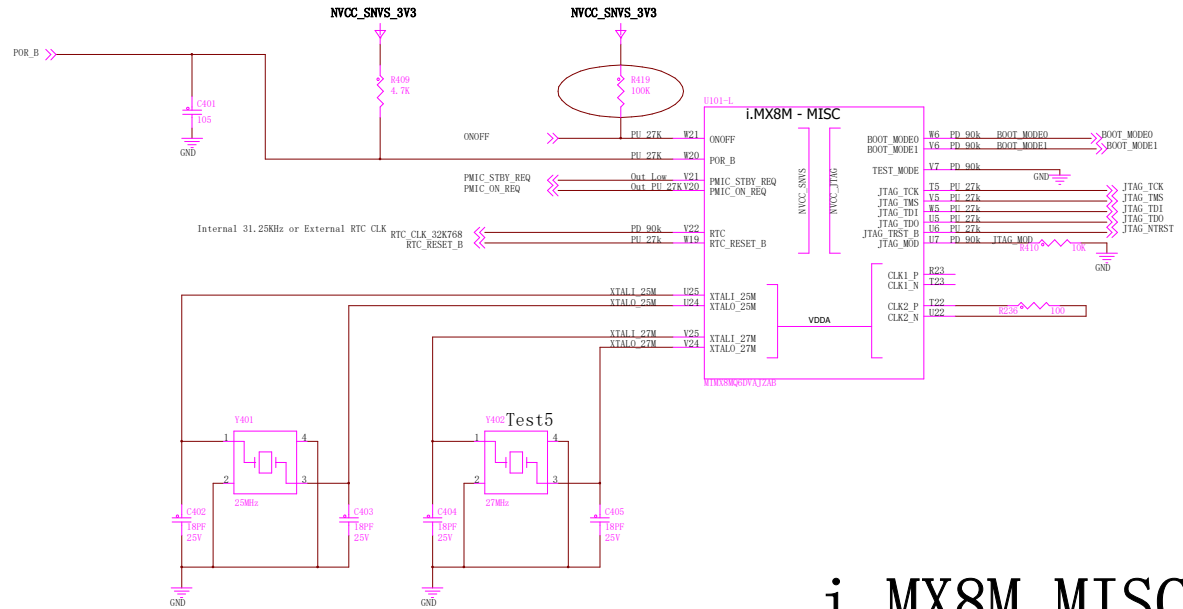 NVCC_SNVS_3V3
NVCC_SNVS_3V3
POR_B
R409
4.7K
R419
100K
C401
105
GND
U101-L
i.MX8M - MISC
ONOFF
PU 27K W21
ONOFF
PU 27K W20
POR_B
PMIC_STBY_REQ
Out Low V21
PMIC_STBY_REQ
PMIC_ON_REQ
Out PU 27K V20
PMIC_ON_REQ
Internal 31.25KHz or External RTC CLK
RTC_CLK_32K768
PD 90k V22
RTC
RTC_RESET_B
PU 27k W19
RTC_RESET_B
NVCC_SNVS
NVCC_JTAG
BOOT_MODE0
W6 PD 90k BOOT_MODE0
BOOT_MODE0
BOOT_MODE1
V6 PD 90k BOOT_MODE1
BOOT_MODE1
TEST_MODE
V7 PD 90k
GND
JTAG_TCK
T5 PU 27k
JTAG_TCK
JTAG_TMS
V5 PU 27k
JTAG_TMS
JTAG_TDI
W5 PU 27k
JTAG_TDI
JTAG_TDO
U5 PU 27k
JTAG_TDO
JTAG_TRST_B
U6 PU 27k
JTAG_NTRST
JTAG_MOD
U7 PD 90k JTAG_MOD
R410
10K
GND
CLK1_P
R23
CLK1_N
T23
CLK2_P
T22
CLK2_N
U22
R236
100
XTALI_25M U25
XTALI_25M
XTALO_25M U24
XTALO_25M
XTALI_27M V25
XTALI_27M
XTALO_27M V24
XTALO_27M
VDDA
MIMX8MQ6DVAJZAB
Y401
1
4
2
3
25MHz
C402
18PF
25V
C403
18PF
25V
GND
Y402
Test5
1
4
2
3
27MHz
C404
18PF
25V
C405
18PF
25V
GND
i.MX8M MISC